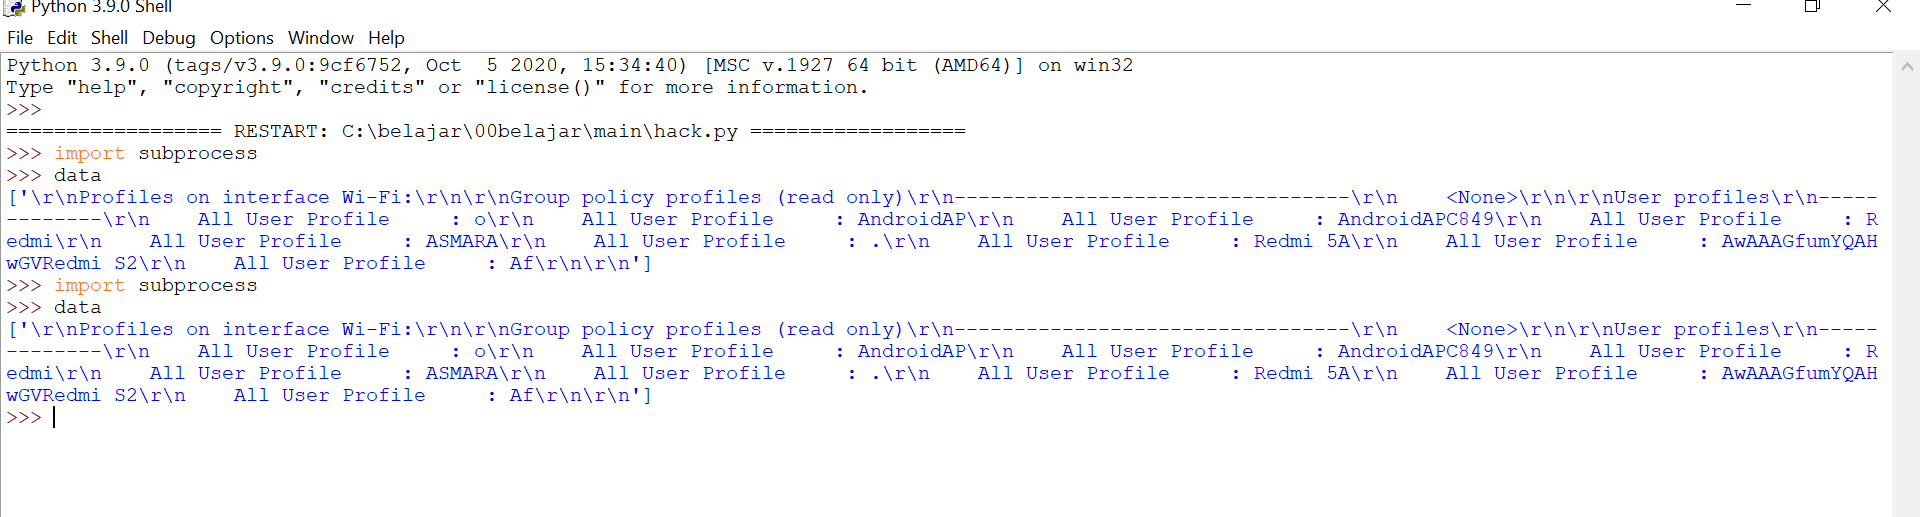 Python 3.9.0 Shell
File Edit Shell Debug Options Window Help
Python 3.9.0 (tags/v3.9.0:9cf6752, Oct  5 2020, 15:34:40) [MSC v.1927 64 bit (AMD64)] on win32
Type "help", "copyright", "credits" or "license()" for more information.
>>>
================== RESTART: C:\belajar\00belajar\main\hack.py ==================
>>> import subprocess
>>> data
['\r\nProfiles on interface Wi-Fi:\r\n\r\nGroup policy profiles (read only)\r\n---------------------------------\r\n    <None>\r\n\r\nUser profiles\r\n-----
--------\r\n    All User Profile     : o\r\n    All User Profile     : AndroidAP\r\n    All User Profile     : AndroidAPC849\r\n    All User Profile     : R
edmi\r\n    All User Profile     : ASMARA\r\n    All User Profile     : .\r\n    All User Profile     : Redmi 5A\r\n    All User Profile     : AwAAAGfumYQAH
wGVRedmi S2\r\n    All User Profile     : Af\r\n\r\n']
>>> import subprocess
>>> data
['\r\nProfiles on interface Wi-Fi:\r\n\r\nGroup policy profiles (read only)\r\n---------------------------------\r\n    <None>\r\n\r\nUser profiles\r\n-----
--------\r\n    All User Profile     : o\r\n    All User Profile     : AndroidAP\r\n    All User Profile     : AndroidAPC849\r\n    All User Profile     : R
edmi\r\n    All User Profile     : ASMARA\r\n    All User Profile     : .\r\n    All User Profile     : Redmi 5A\r\n    All User Profile     : AwAAAGfumYQAH
wGVRedmi S2\r\n    All User Profile     : Af\r\n\r\n']
>>>